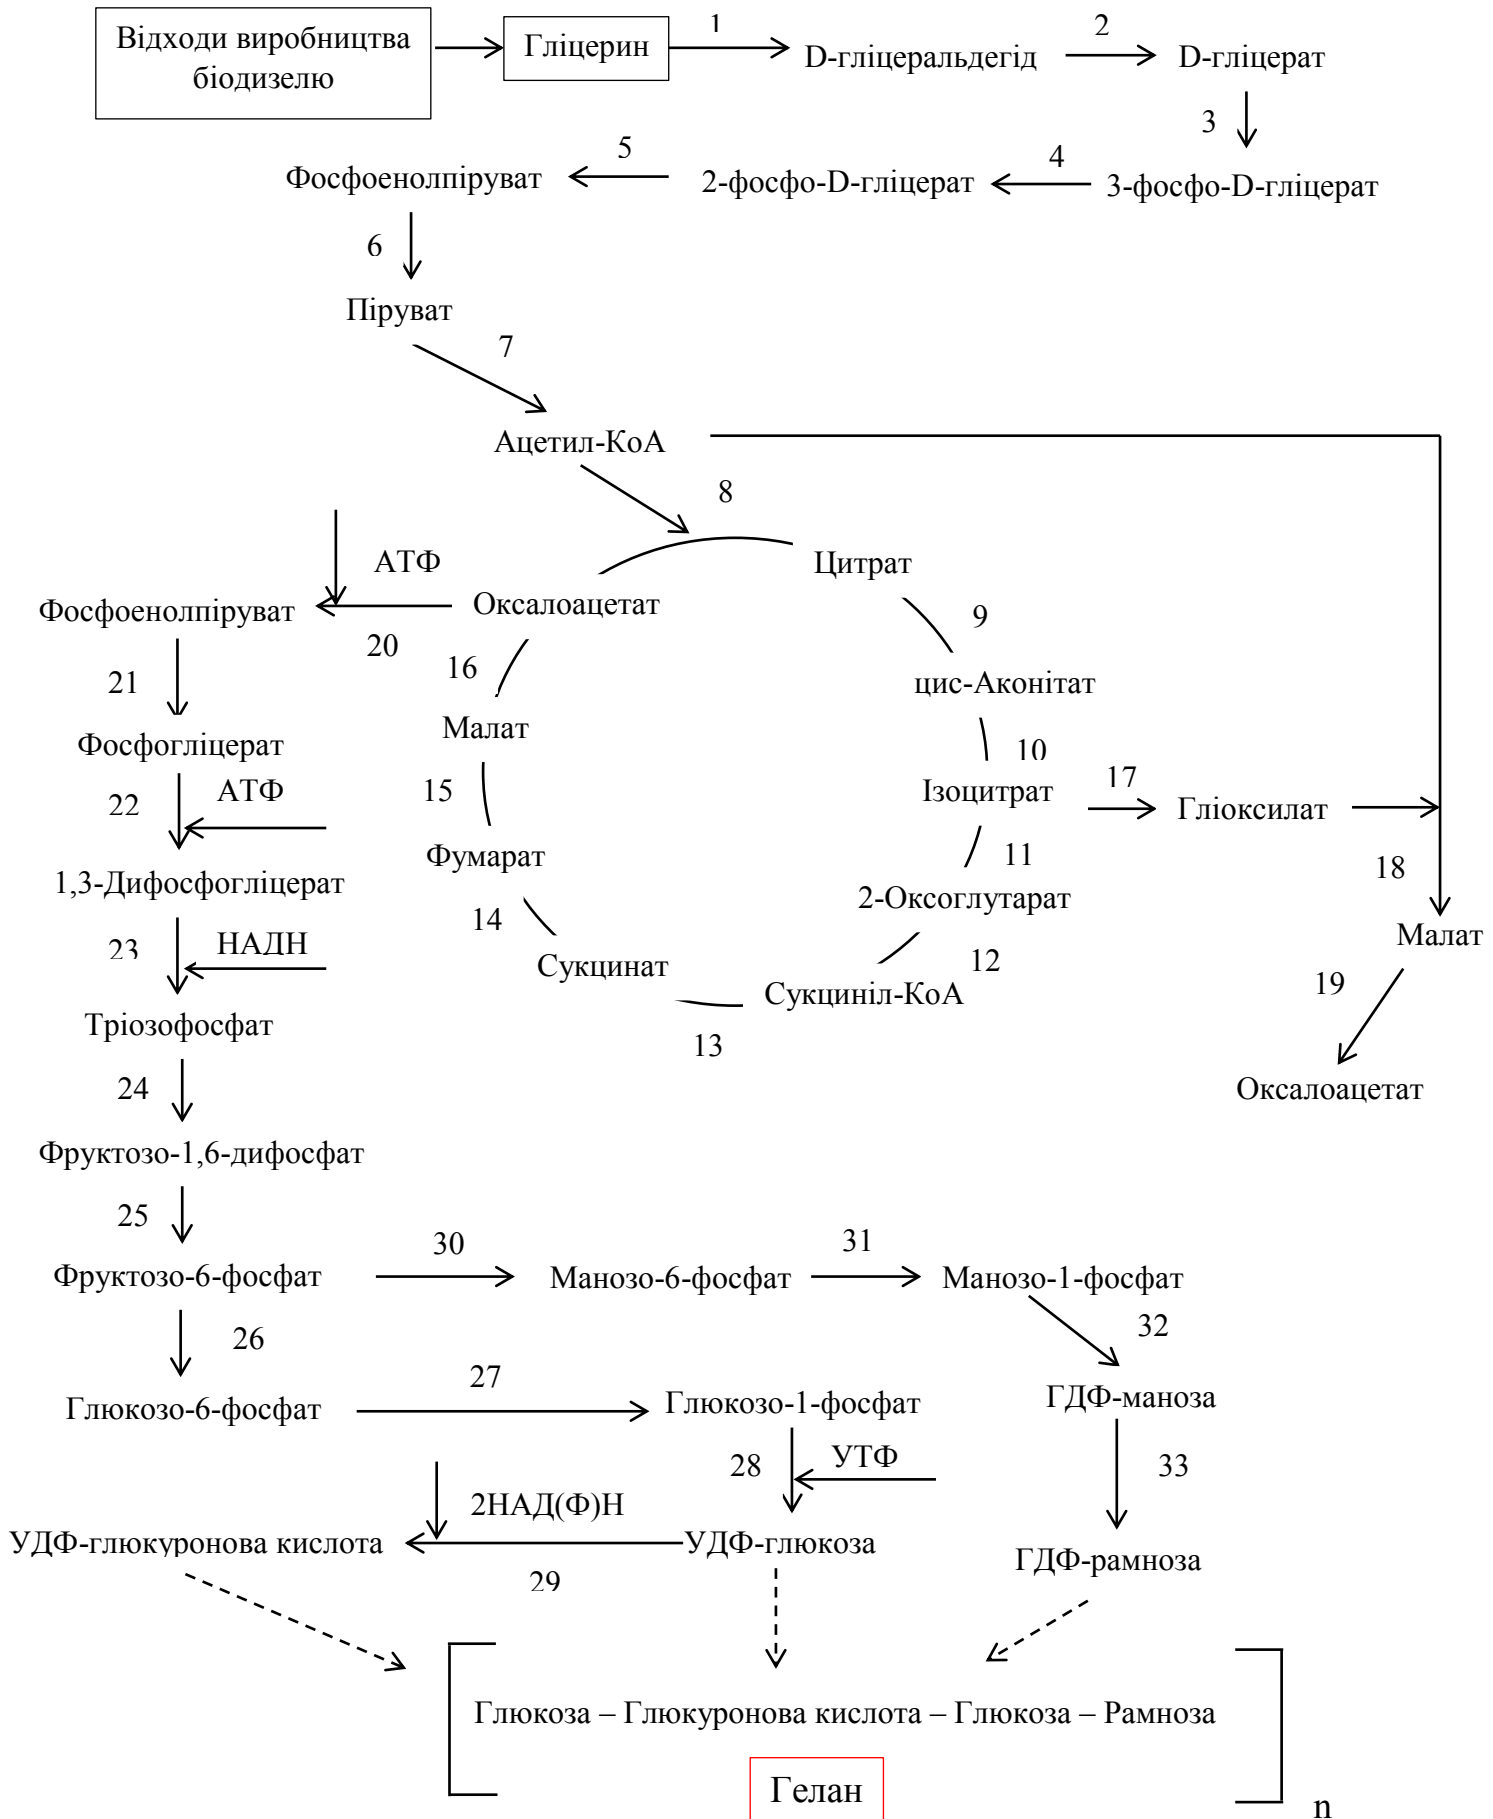 Відходи виробництва
біодизелю
Гліцерин
1
D-гліцеральдегід
2
D-гліцерат
3
Фосфоенолпіруват
5
2-фосфо-D-гліцерат
4
3-фосфо-D-гліцерат
6
Піруват
7
Ацетил-КоА
8
АТФ
Цитрат
Фосфоенолпіруват
20
Оксалоацетат
9
21
16
цис-Аконітат
Фосфогліцерат
Малат
10
22
АТФ
15
Ізоцитрат
17
Гліоксилат
1,3-Дифосфогліцерат
Фумарат
11
18
2-Оксоглутарат
23
НАДН
14
12
Малат
Сукцинат
Сукциніл-КоА
19
Тріозофосфат
13
24
Оксалоацетат
Фруктозо-1,6-дифосфат
25
30
31
Фруктозо-6-фосфат
Манозо-6-фосфат
Манозо-1-фосфат
26
32
27
Глюкозо-6-фосфат
Глюкозо-1-фосфат
ГДФ-маноза
28
УТФ
33
2НАД(Ф)Н
УДФ-глюкуронова кислота
29
УДФ-глюкоза
ГДФ-рамноза
Глюкоза – Глюкуронова кислота – Глюкоза – Рамноза
Гелан
n